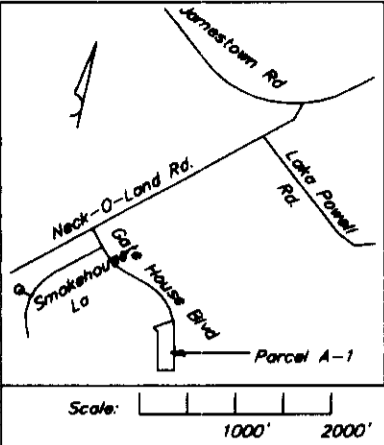 Jamestown Rd
Neck-O-Land Rd.
Lake Powell
Rd.
Gate House Blvd
Smokehouse
La
Parcel A-1
Scale:
1000' 2000'